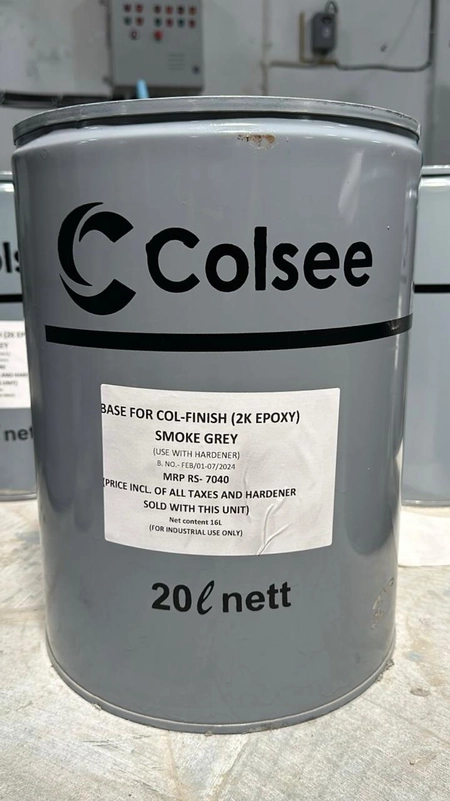 Colsee
BASE FOR COL-FINISH (2K EPOXY)
SMOKE GREY
(USE WITH HARDENER)
B. NO.- FEB/01-07/2024
MRP RS- 7040
(PRICE INCL. OF ALL TAXES AND HARDENER
SOLD WITH THIS UNIT)
Net content 16L
(FOR INDUSTRIAL USE ONLY)
20 ℓ nett
nett